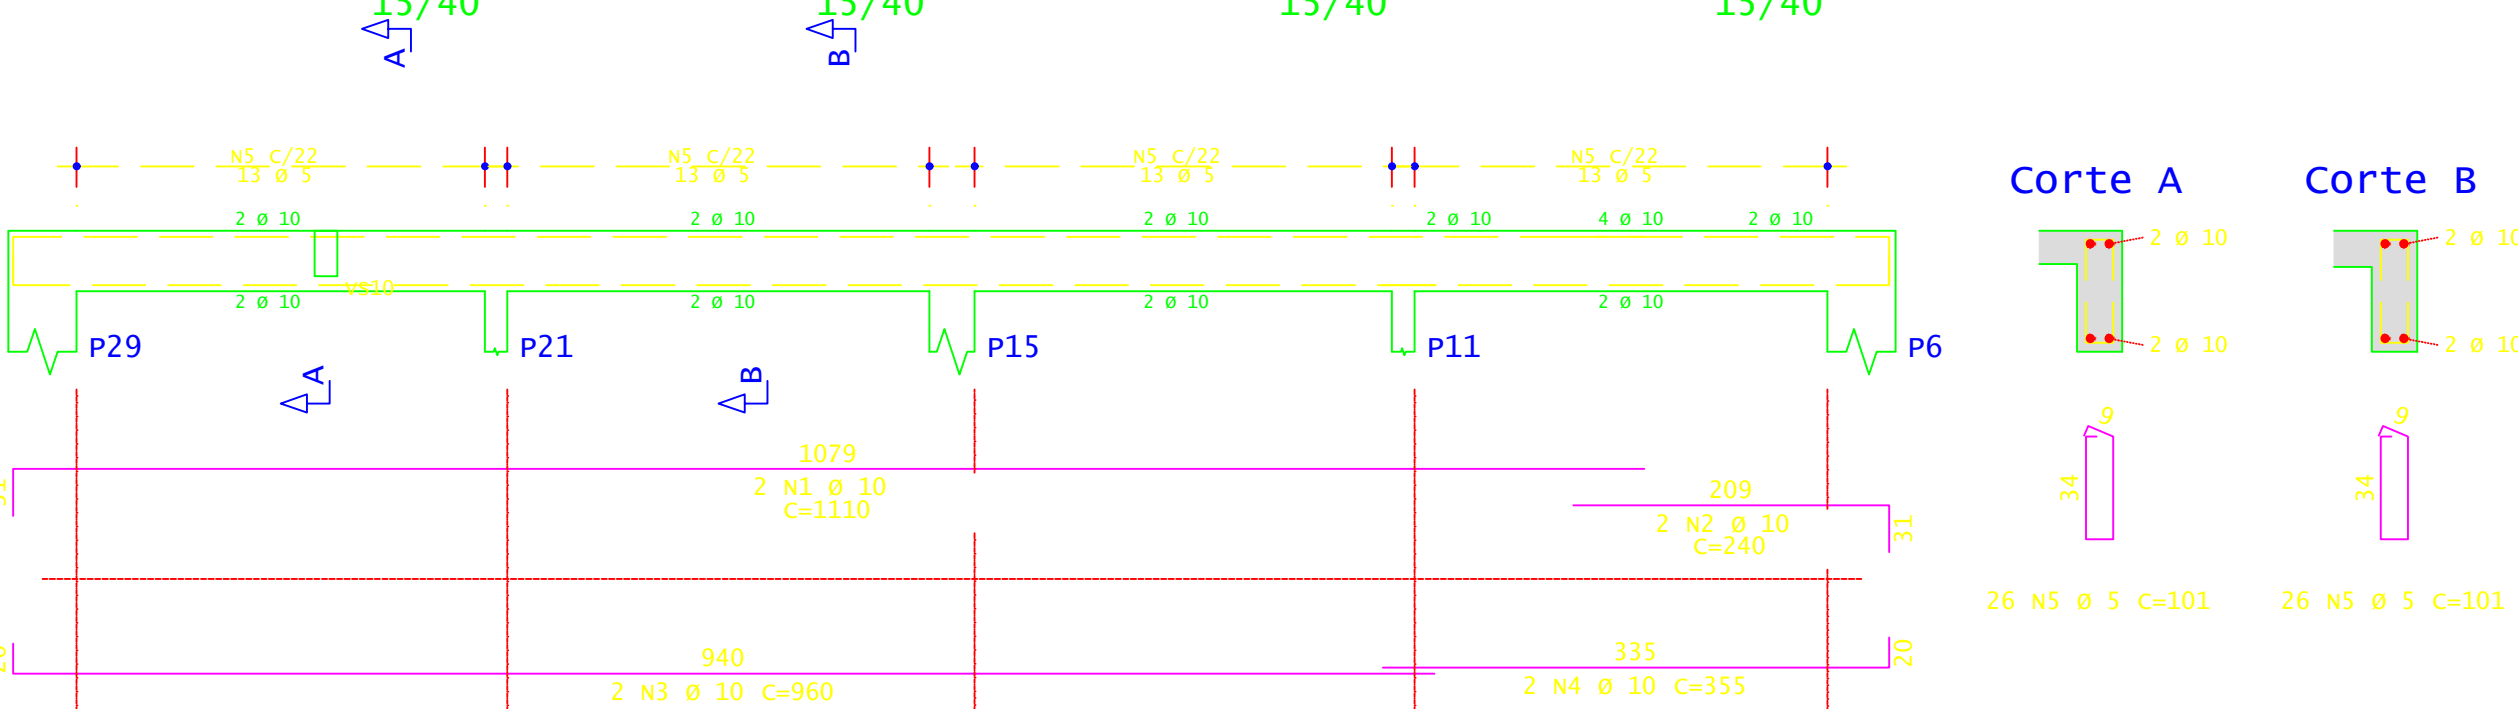 15/40 15/40 15/40 15/40
A B
N5 C/22 N5 C/22 N5 C/22 N5 C/22
13 Ø 5 13 Ø 5 13 Ø 5 13 Ø 5
Corte A Corte B
2 Ø 10 2 Ø 10 2 Ø 10 2 Ø 10 4 Ø 10 2 Ø 10
2 Ø 10 2 Ø 10
VS10
2 Ø 10 2 Ø 10 2 Ø 10 2 Ø 10
P29 P21 P15 P11 P6
2 Ø 10 2 Ø 10
A B
9 9
1079
34 34
2 N1 Ø 10
C=1110
209
31
2 N2 Ø 10
C=240
31
26 N5 Ø 5 C=101 26 N5 Ø 5 C=101
940
2 N3 Ø 10 C=960
20
335
20
2 N4 Ø 10 C=355